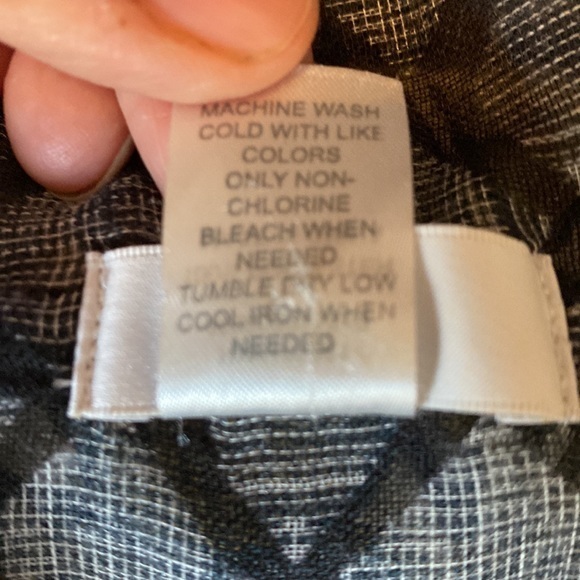 MACHINE WASH
COLD WITH LIKE
COLORS
ONLY NON-
CHLORINE
BLEACH WHEN
NEEDED
TUMBLE DRY LOW
COOL IRON WHEN
NEEDED